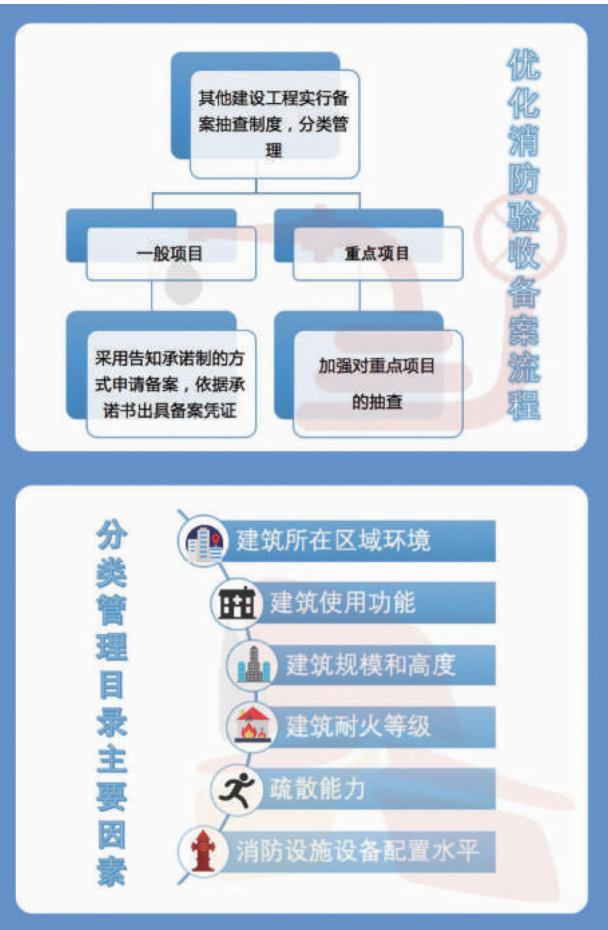 优化消防验收备案流程
其他建设工程实行备
案抽查制度，分类管
理
一般项目
重点项目
采用告知承诺制的方
式申请备案，依据承
诺书出具备案凭证
加强对重点项目
的抽查
分类管理目录主要因素
建筑所在区域环境
建筑使用功能
建筑规模和高度
建筑耐火等级
疏散能力
消防设施设备配置水平